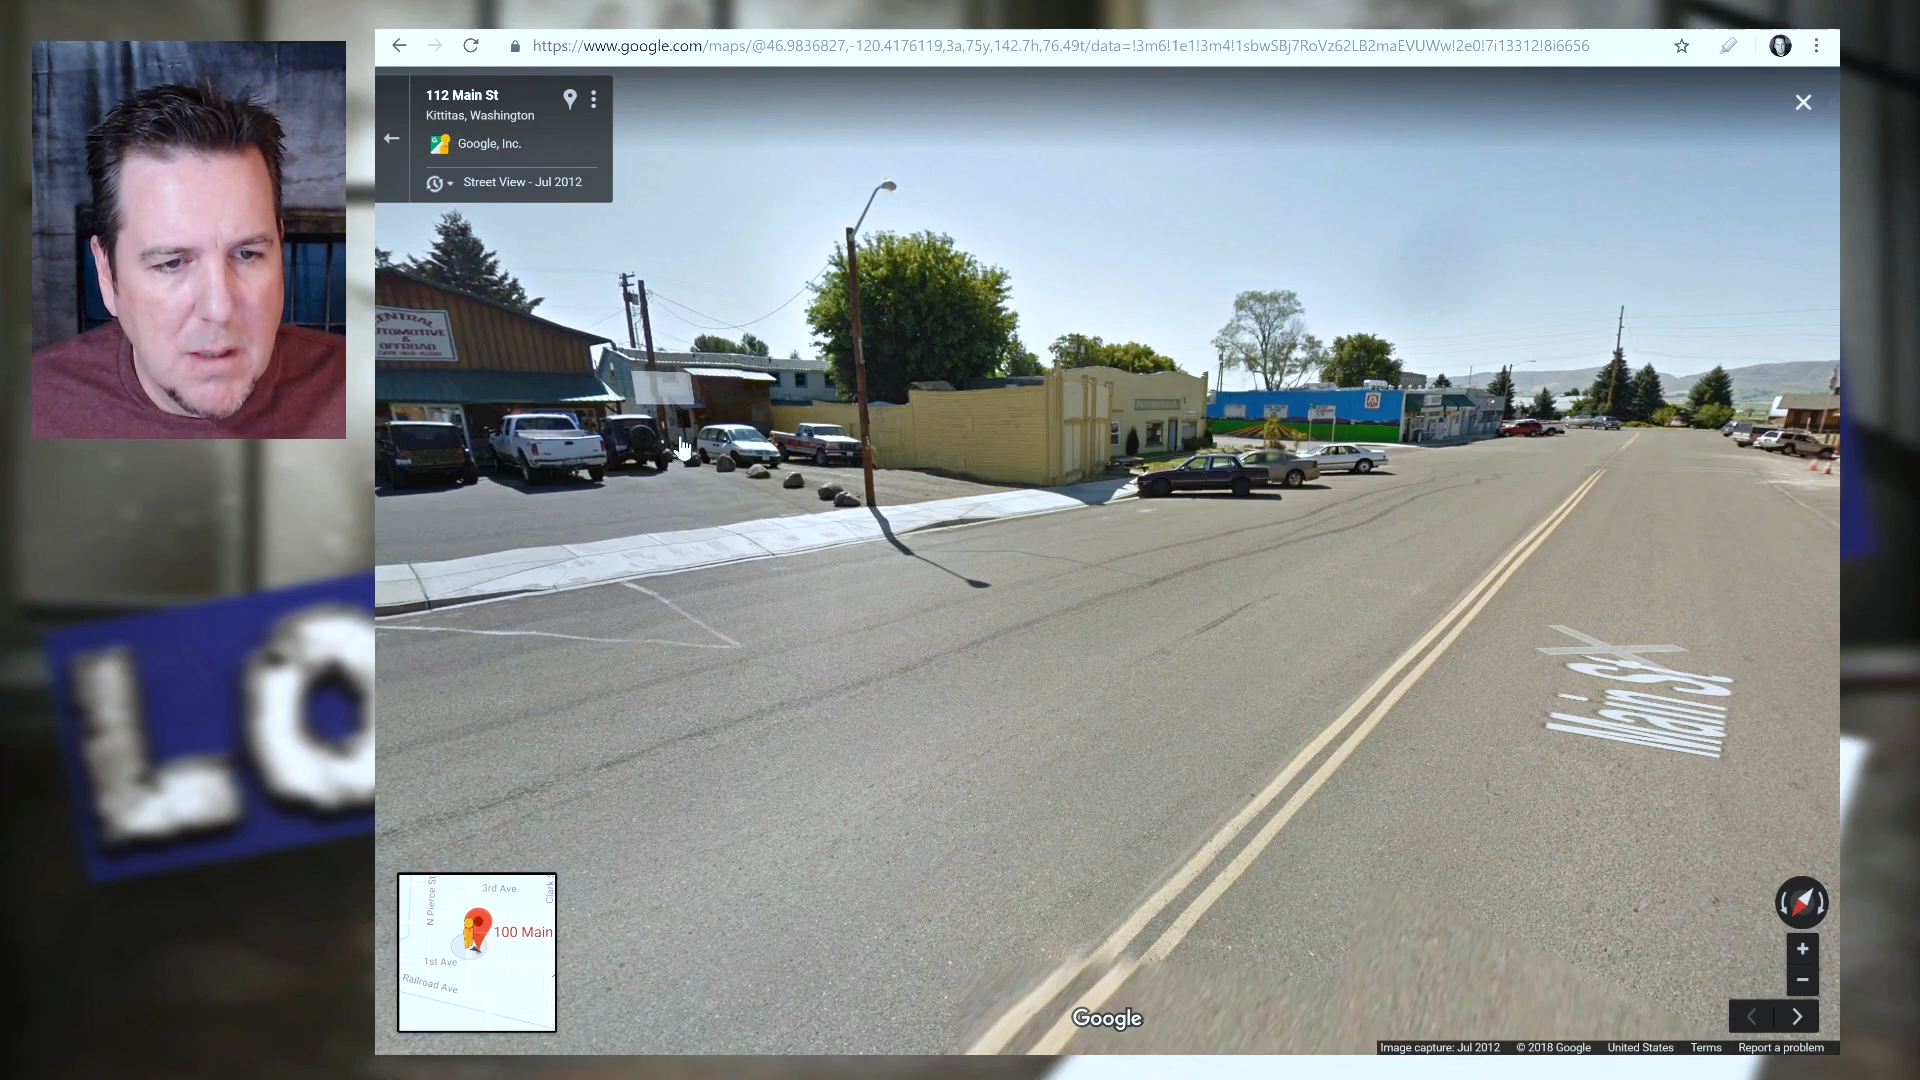 https://www.google.com/maps/@46.9836827,-120.4176119,3a,75y,142.7h,76.49t/data=!3m6!1e1!3m4!1sbwSBj7RoVz62LB2maEVUWw!2e0!7i13312!8i6656
112 Main St
Kittitas, Washington
Google, Inc.
Street View - Jul 2012
CENTRAL
AUTOMOTIVE
&
OFFROAD
Main St
LO
3rd Ave
N Pierce St
Clark
100 Main
1st Ave
Railroad Ave
Google
Image capture: Jul 2012 © 2018 Google United States Terms Report a problem